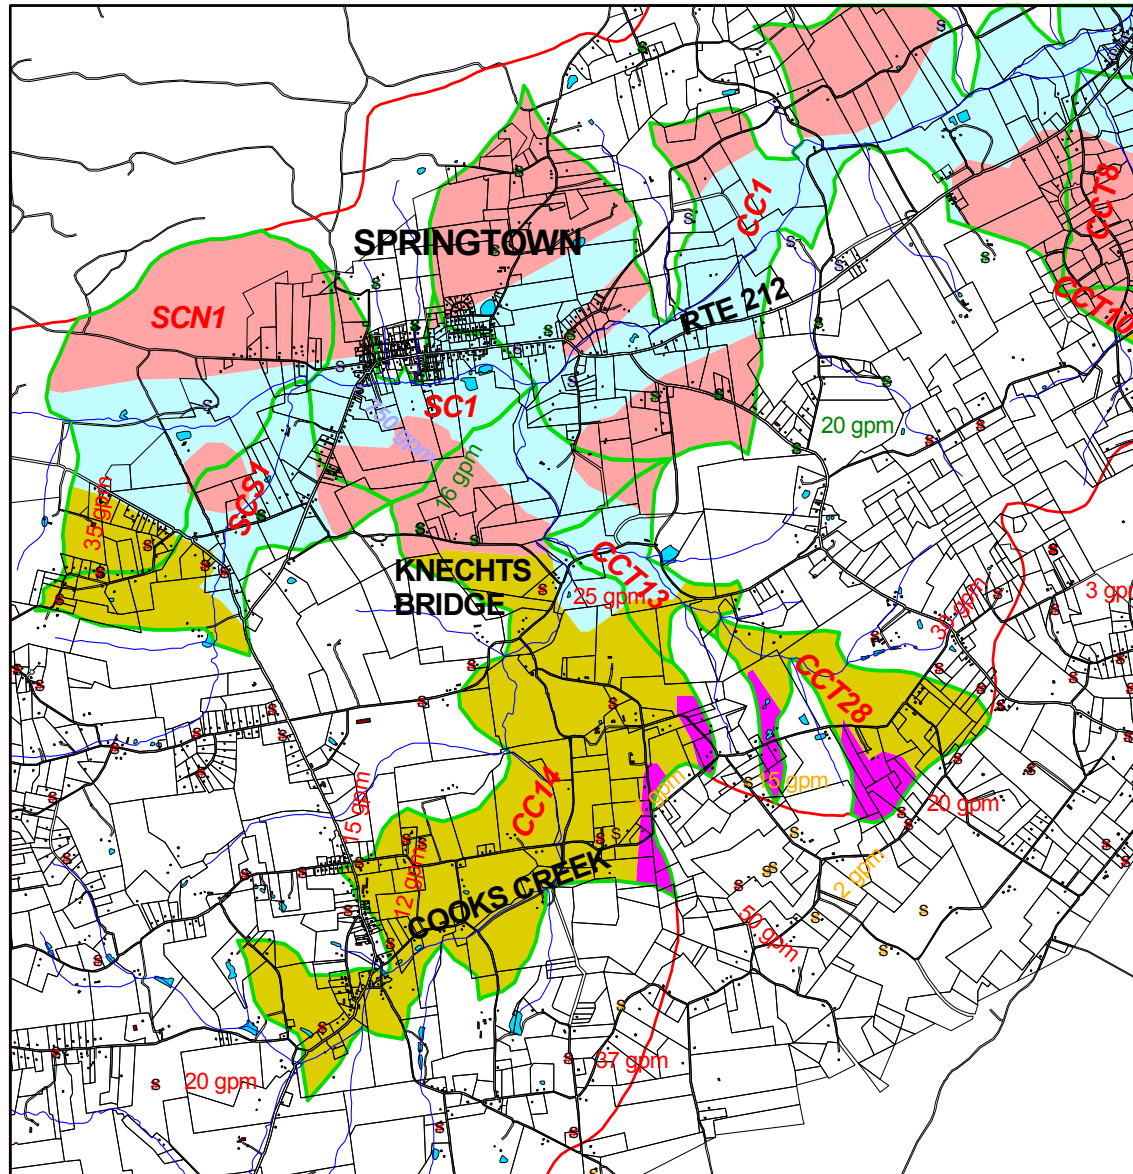 CCT8
CC1
SPRINGTOWN
CCT10
RTE 212
SCN1
SC1
20 gpm
16 gpm
SCS1
35 gpm
KNECHTS
BRIDGE
CCT13
25 gpm
3 gpm
CCT28
15 gpm
20 gpm
CC14
15 gpm
12 gpm
COOKS CREEK
2 gpm
50 gpm
37 gpm
20 gpm